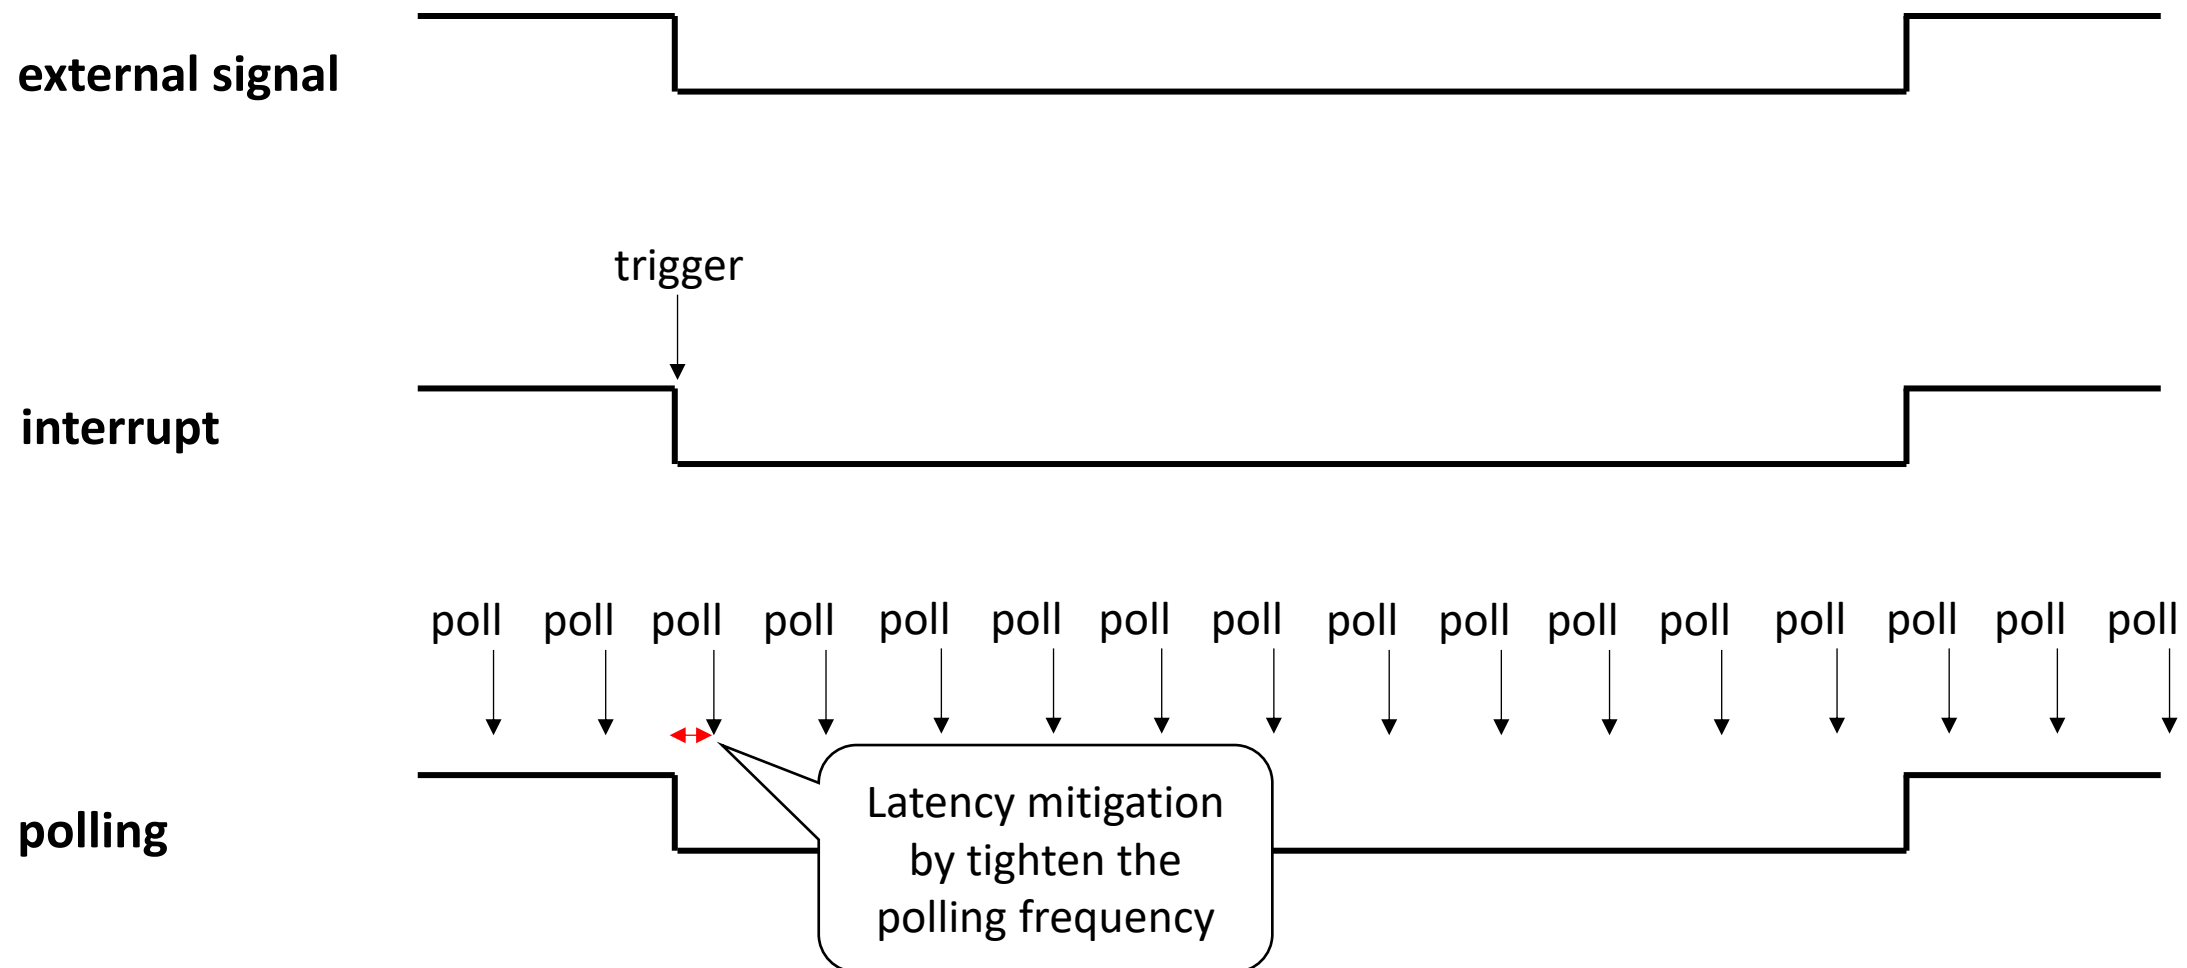 external signal
trigger
interrupt
poll poll poll poll poll poll poll poll poll poll poll poll poll poll poll poll
polling
Latency mitigation
by tighten the
polling frequency